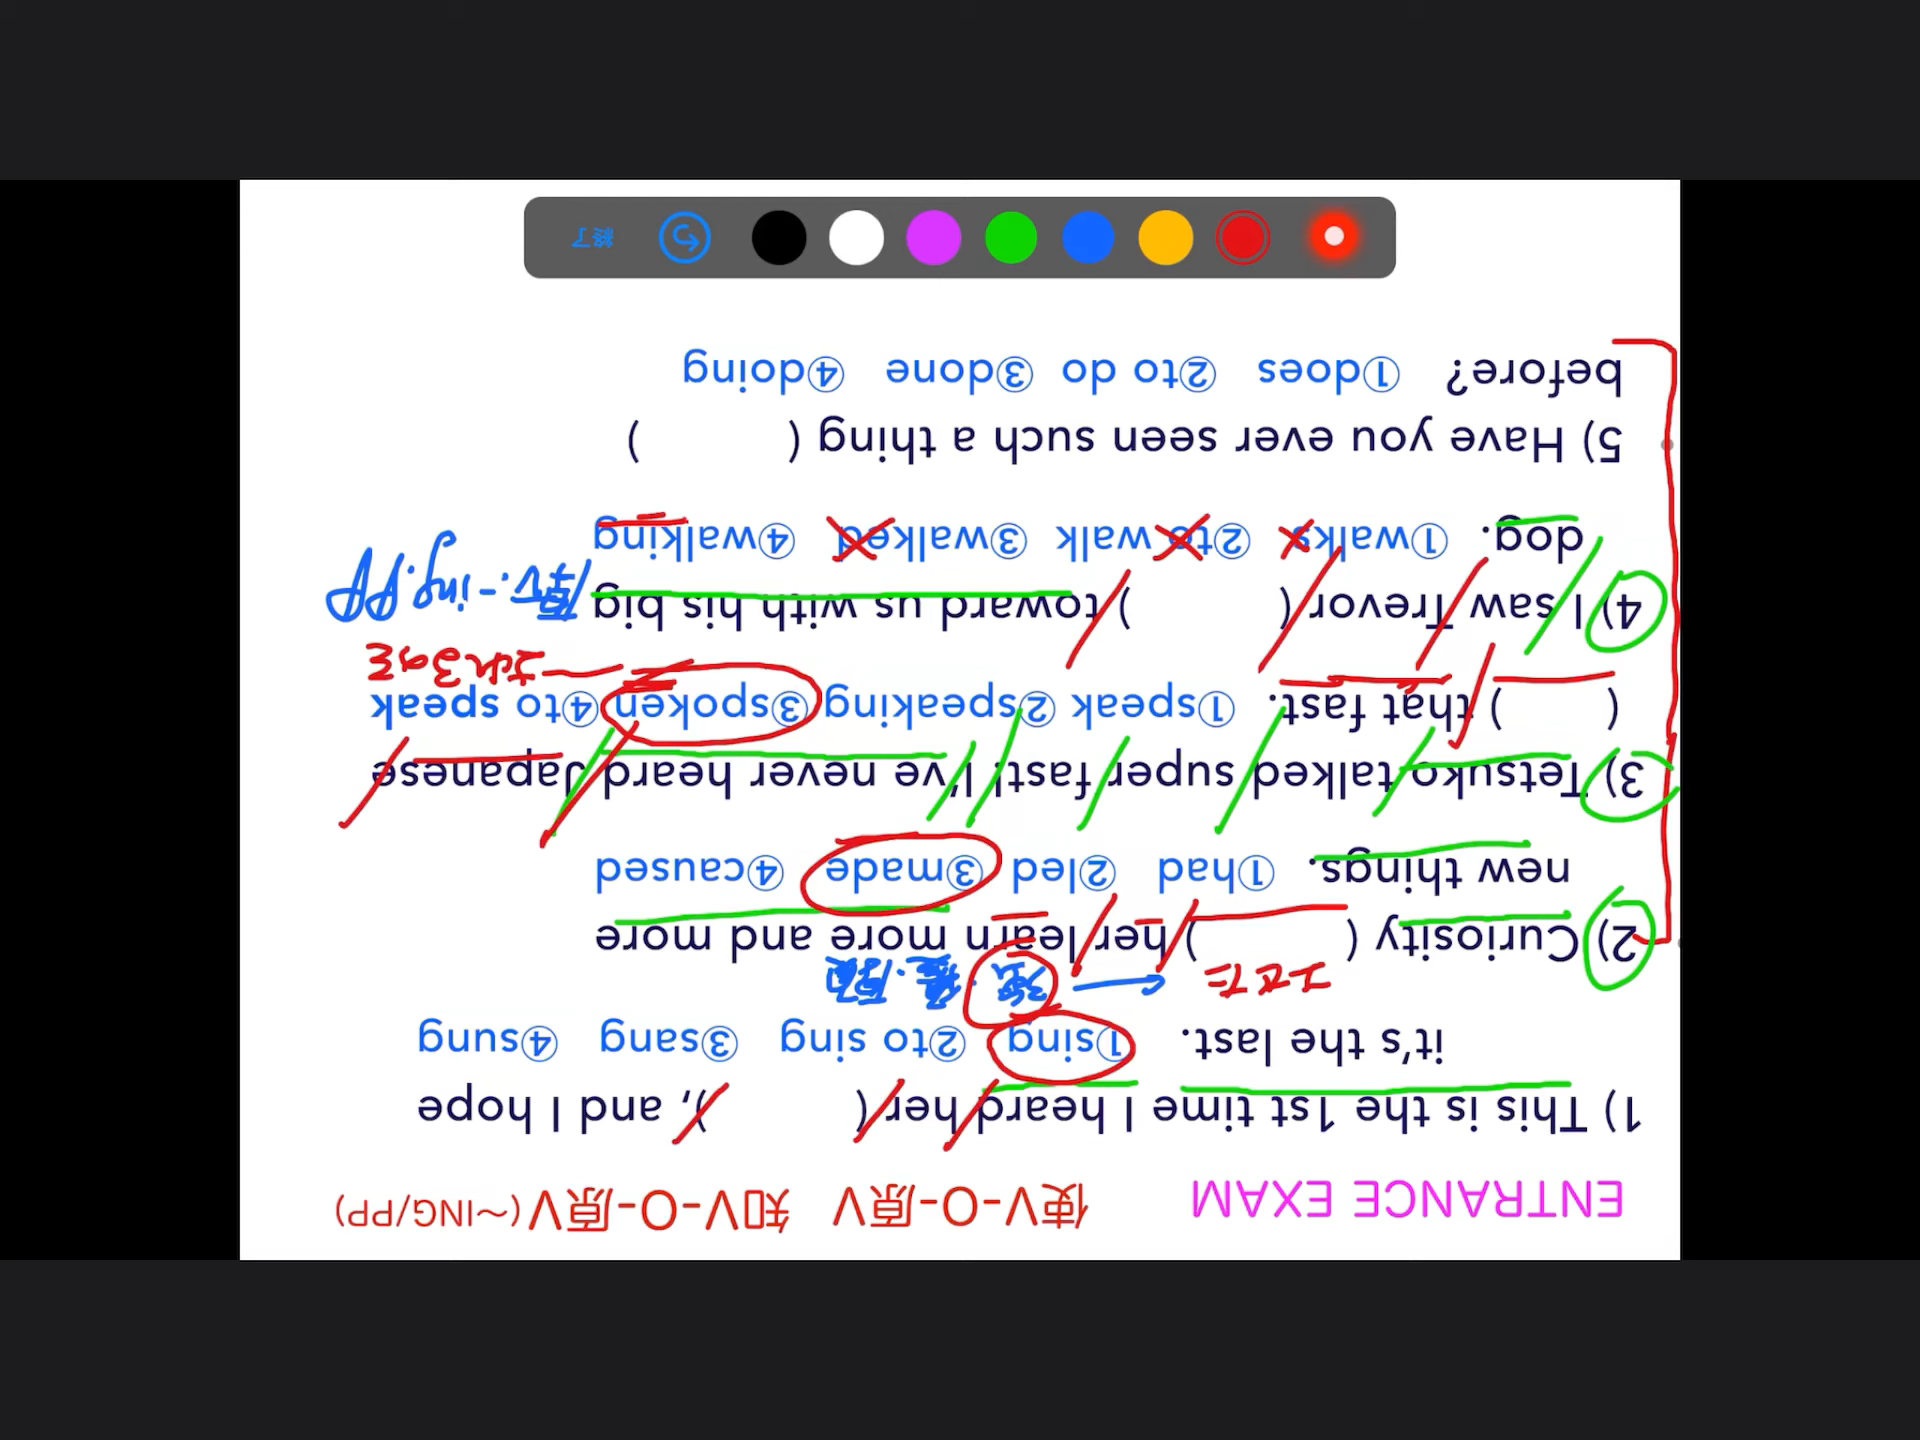 ENTRANCE EXAM 使V-O-原V 知V-O-原V(~ING/PP)
1) This is the 1st time I heard her ( ), and I hope
it's the last. ①sing ②to sing ③sang ④sung
エセた
2) Curiosity ( ) her learn more and more
new things. ①had ②led ③made ④caused
3) Tetsuko talked super fast! I've never heard Japanese
( ) that fast. ①speak ②speaking ③spoken ④to speak
4) I saw Trevor ( ) toward us with his big
原V.-ing.PP
dog. ①walks ②to walk ③walked ④walking
5) Have you ever seen such a thing ( )
before? ①does ②to do ③done ④doing
終了